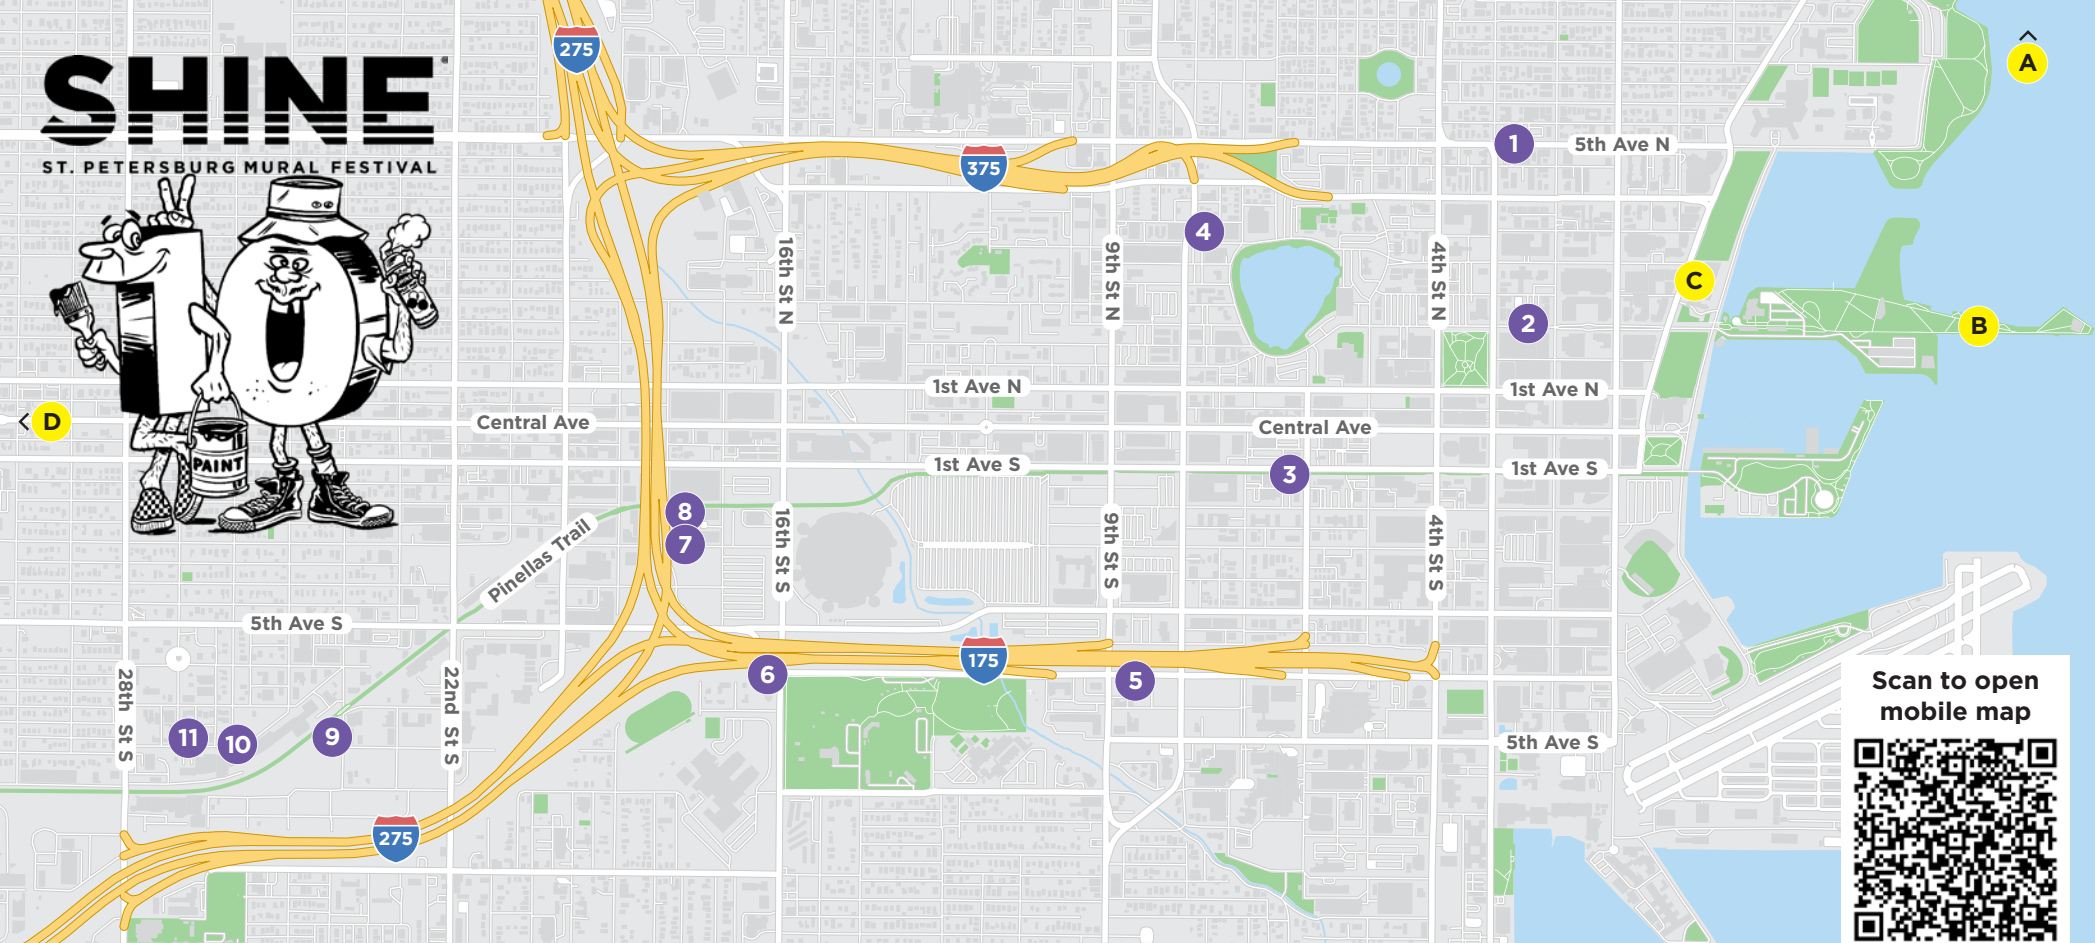 SHINE
ST. PETERSBURG MURAL FESTIVAL
10
PAINT
275
375
5th Ave N
1
A
4
16th St N
9th St N
4th St N
C
2
B
1st Ave N
1st Ave N
D
Central Ave
Central Ave
1st Ave S
3
1st Ave S
8
7
Pinellas Trail
16th St S
9th St S
4th St S
5th Ave S
175
6
5
28th St S
22nd St S
11
10
9
5th Ave S
275
Scan to open
mobile map